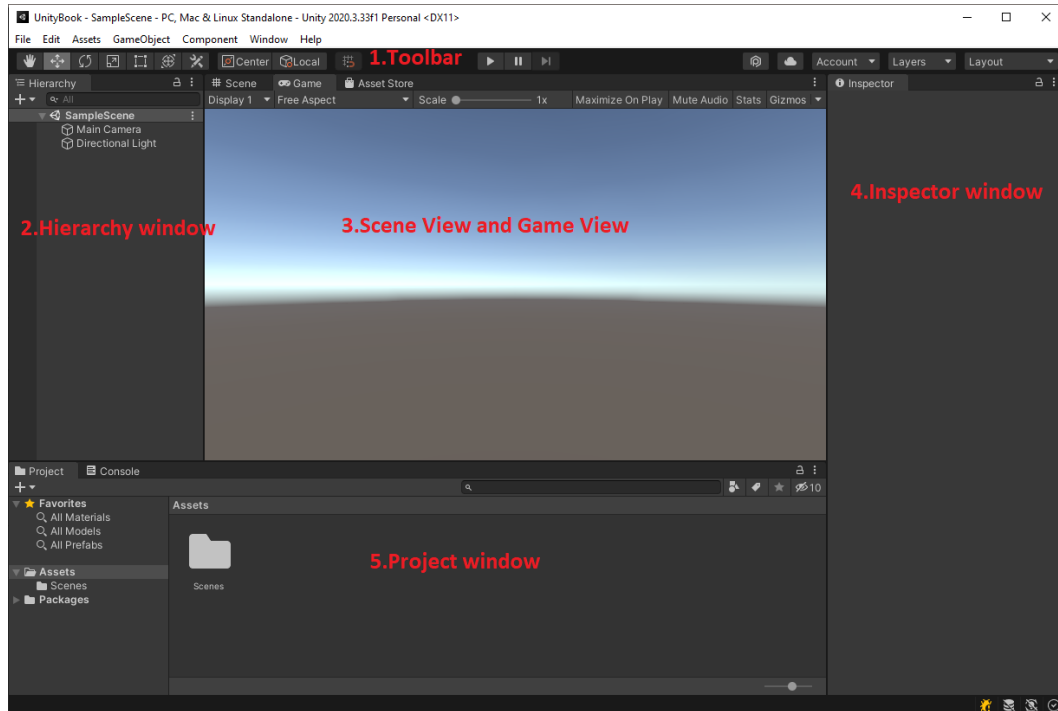 UnityBook - SampleScene - PC, Mac & Linux Standalone - Unity 2020.3.33f1 Personal <DX11>
File Edit Assets GameObject Component Window Help
Center Local 1.Toolbar Account Layers Layout
Hierarchy
All
SampleScene
Main Camera
Directional Light
2.Hierarchy window
Scene Game Asset Store
Display 1 Free Aspect Scale 1x Maximize On Play Mute Audio Stats Gizmos
3.Scene View and Game View
Inspector
4.Inspector window
Project Console
10
Favorites
All Materials
All Models
All Prefabs
Assets
Scenes
Packages
Assets
Scenes
5.Project window